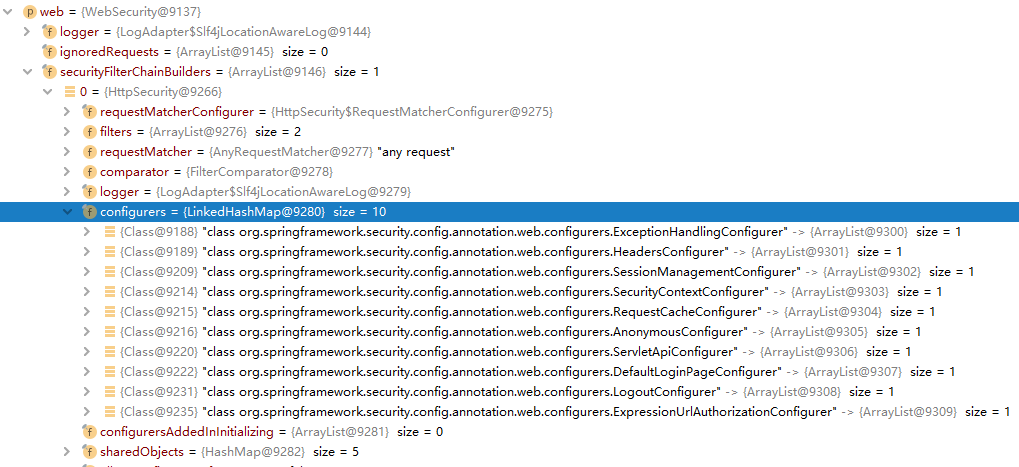 web = {WebSecurity@9137}
logger = {LogAdapter$Slf4jLocationAwareLog@9144}
ignoredRequests = {ArrayList@9145} size = 0
securityFilterChainBuilders = {ArrayList@9146} size = 1
0 = {HttpSecurity@9266}
requestMatcherConfigurer = {HttpSecurity$RequestMatcherConfigurer@9275}
filters = {ArrayList@9276} size = 2
requestMatcher = {AnyRequestMatcher@9277} "any request"
comparator = {FilterComparator@9278}
logger = {LogAdapter$Slf4jLocationAwareLog@9279}
configurers = {LinkedHashMap@9280} size = 10
{Class@9188} "class org.springframework.security.config.annotation.web.configurers.ExceptionHandlingConfigurer" -> {ArrayList@9300} size = 1
{Class@9189} "class org.springframework.security.config.annotation.web.configurers.HeadersConfigurer" -> {ArrayList@9301} size = 1
{Class@9209} "class org.springframework.security.config.annotation.web.configurers.SessionManagementConfigurer" -> {ArrayList@9302} size = 1
{Class@9214} "class org.springframework.security.config.annotation.web.configurers.SecurityContextConfigurer" -> {ArrayList@9303} size = 1
{Class@9215} "class org.springframework.security.config.annotation.web.configurers.RequestCacheConfigurer" -> {ArrayList@9304} size = 1
{Class@9216} "class org.springframework.security.config.annotation.web.configurers.AnonymousConfigurer" -> {ArrayList@9305} size = 1
{Class@9220} "class org.springframework.security.config.annotation.web.configurers.ServletApiConfigurer" -> {ArrayList@9306} size = 1
{Class@9222} "class org.springframework.security.config.annotation.web.configurers.DefaultLoginPageConfigurer" -> {ArrayList@9307} size = 1
{Class@9231} "class org.springframework.security.config.annotation.web.configurers.LogoutConfigurer" -> {ArrayList@9308} size = 1
{Class@9235} "class org.springframework.security.config.annotation.web.configurers.ExpressionUrlAuthorizationConfigurer" -> {ArrayList@9309} size = 1
configurersAddedInInitializing = {ArrayList@9281} size = 0
sharedObjects = {HashMap@9282} size = 5